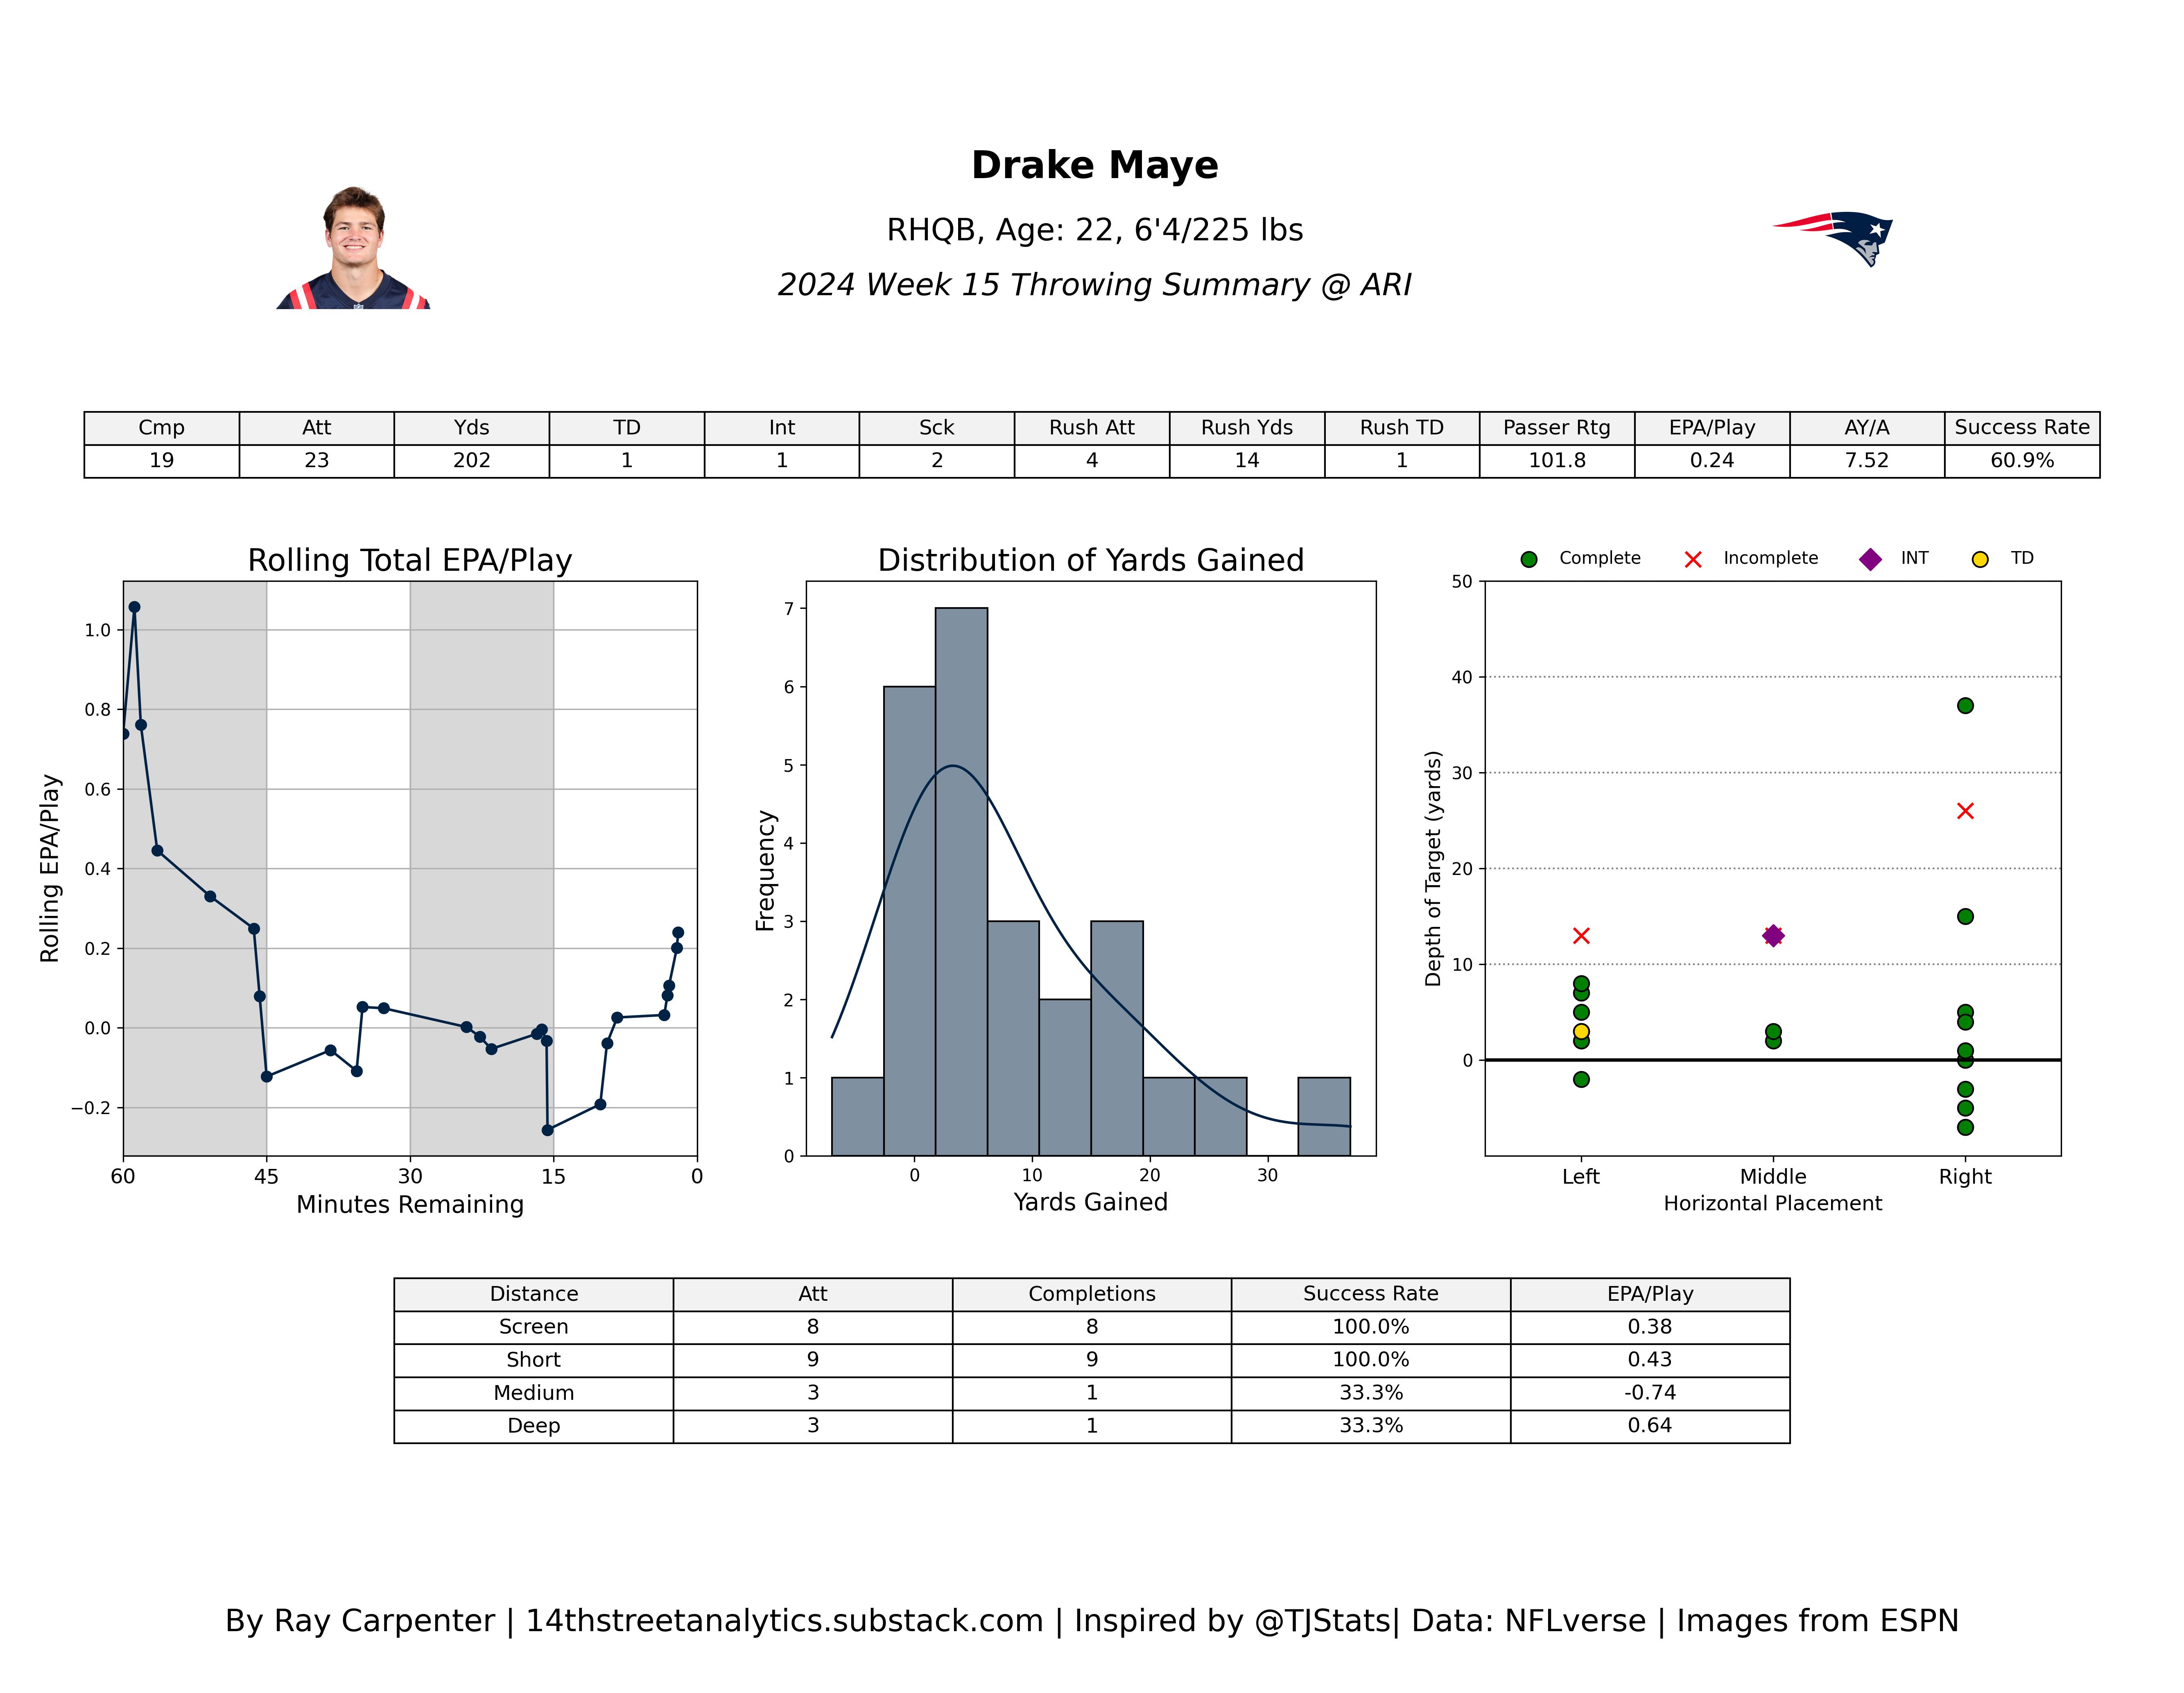 Drake Maye
RHQB, Age: 22, 6'4/225 lbs
2024 Week 15 Throwing Summary @ ARI
Cmp Att Yds TD Int Sck Rush Att Rush Yds Rush TD Passer Rtg EPA/Play AY/A Success Rate
19 23 202 1 1 2 4 14 1 101.8 0.24 7.52 60.9%
Rolling Total EPA/Play
1.0
0.8
0.6
0.4
0.2
0.0
−0.2
Rolling EPA/Play
60 45 30 15 0
Minutes Remaining
Distribution of Yards Gained
7
6
5
4
3
2
1
0
Frequency
0 10 20 30
Yards Gained
Complete Incomplete INT TD
50
40
30
20
10
0
Depth of Target (yards)
Left Middle Right
Horizontal Placement
Distance Att Completions Success Rate EPA/Play
Screen 8 8 100.0% 0.38
Short 9 9 100.0% 0.43
Medium 3 1 33.3% -0.74
Deep 3 1 33.3% 0.64
By Ray Carpenter | 14thstreetanalytics.substack.com | Inspired by @TJStats| Data: NFLverse | Images from ESPN